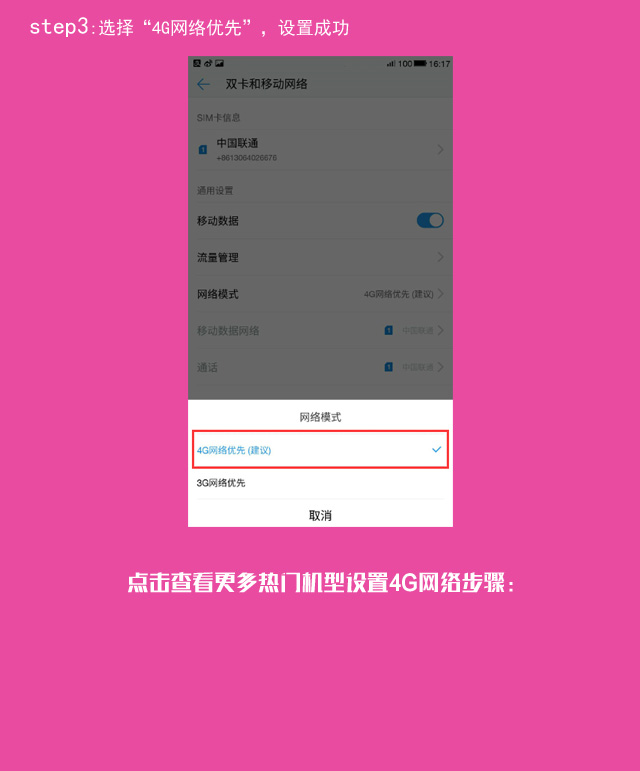 step3:选择“4G网络优先”，设置成功
100 16:17
双卡和移动网络
SIM卡信息
中国联通
+8613064026676
通用设置
移动数据
流量管理
网络模式 4G网络优先 (建议)
移动数据网络 1 中国联通
通话 1 中国联通
网络模式
4G网络优先 (建议)
3G网络优先
取消
点击查看更多热门机型设置4G网络步骤：